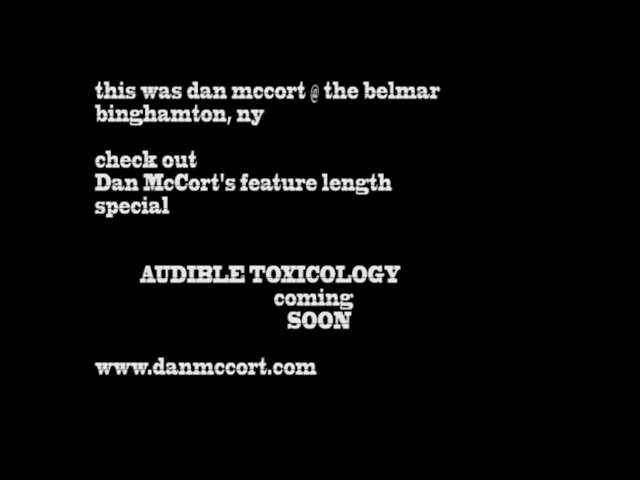 this was dan mccort @ the belmar
binghamton, ny
check out
Dan McCort's feature length
special
AUDIBLE TOXICOLOGY
coming
SOON
www.danmccort.com